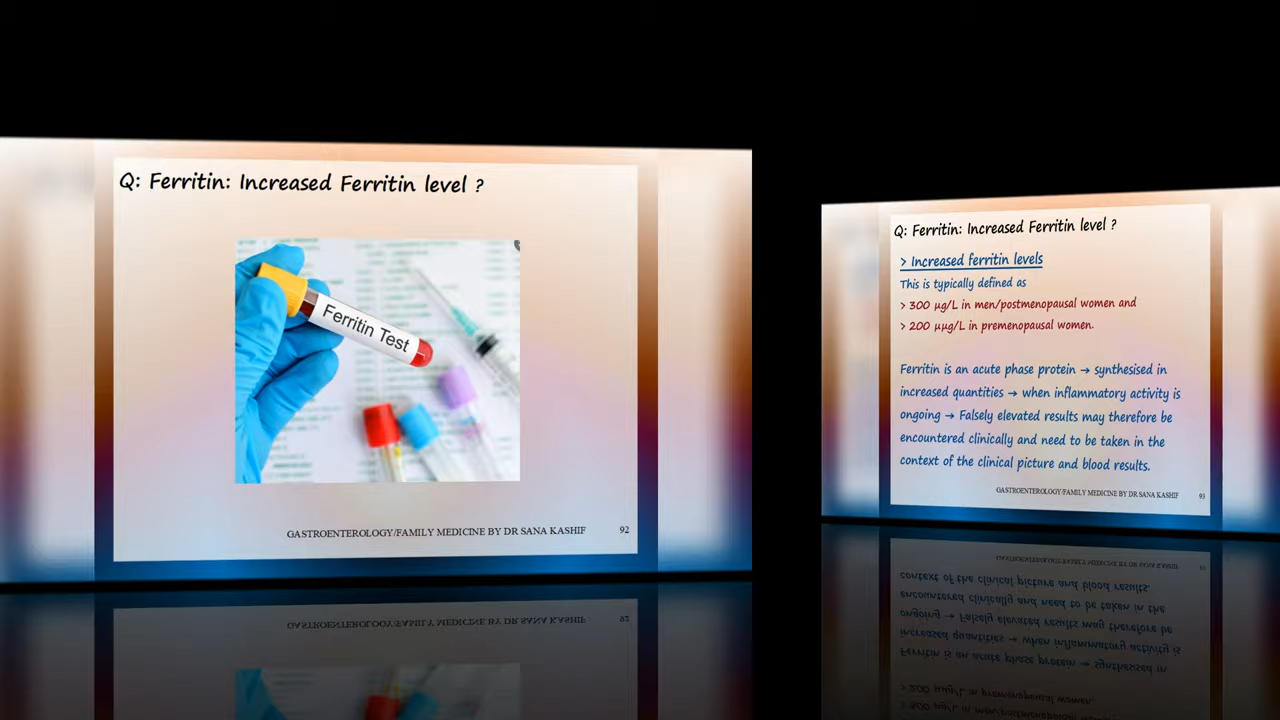 Q: Ferritin: Increased Ferritin level ?
Ferritin Test
GASTROENTEROLOGY/FAMILY MEDICINE BY DR SANA KASHIF
92
Q: Ferritin: Increased Ferritin level ?
> Increased ferritin levels
This is typically defined as
> 300 µg/L in men/postmenopausal women and
> 200 µµg/L in premenopausal women.
Ferritin is an acute phase protein → synthesised in
increased quantities → when inflammatory activity is
ongoing → Falsely elevated results may therefore be
encountered clinically and need to be taken in the
context of the clinical picture and blood results.
GASTROENTEROLOGY/FAMILY MEDICINE BY DR SANA KASHIF
93